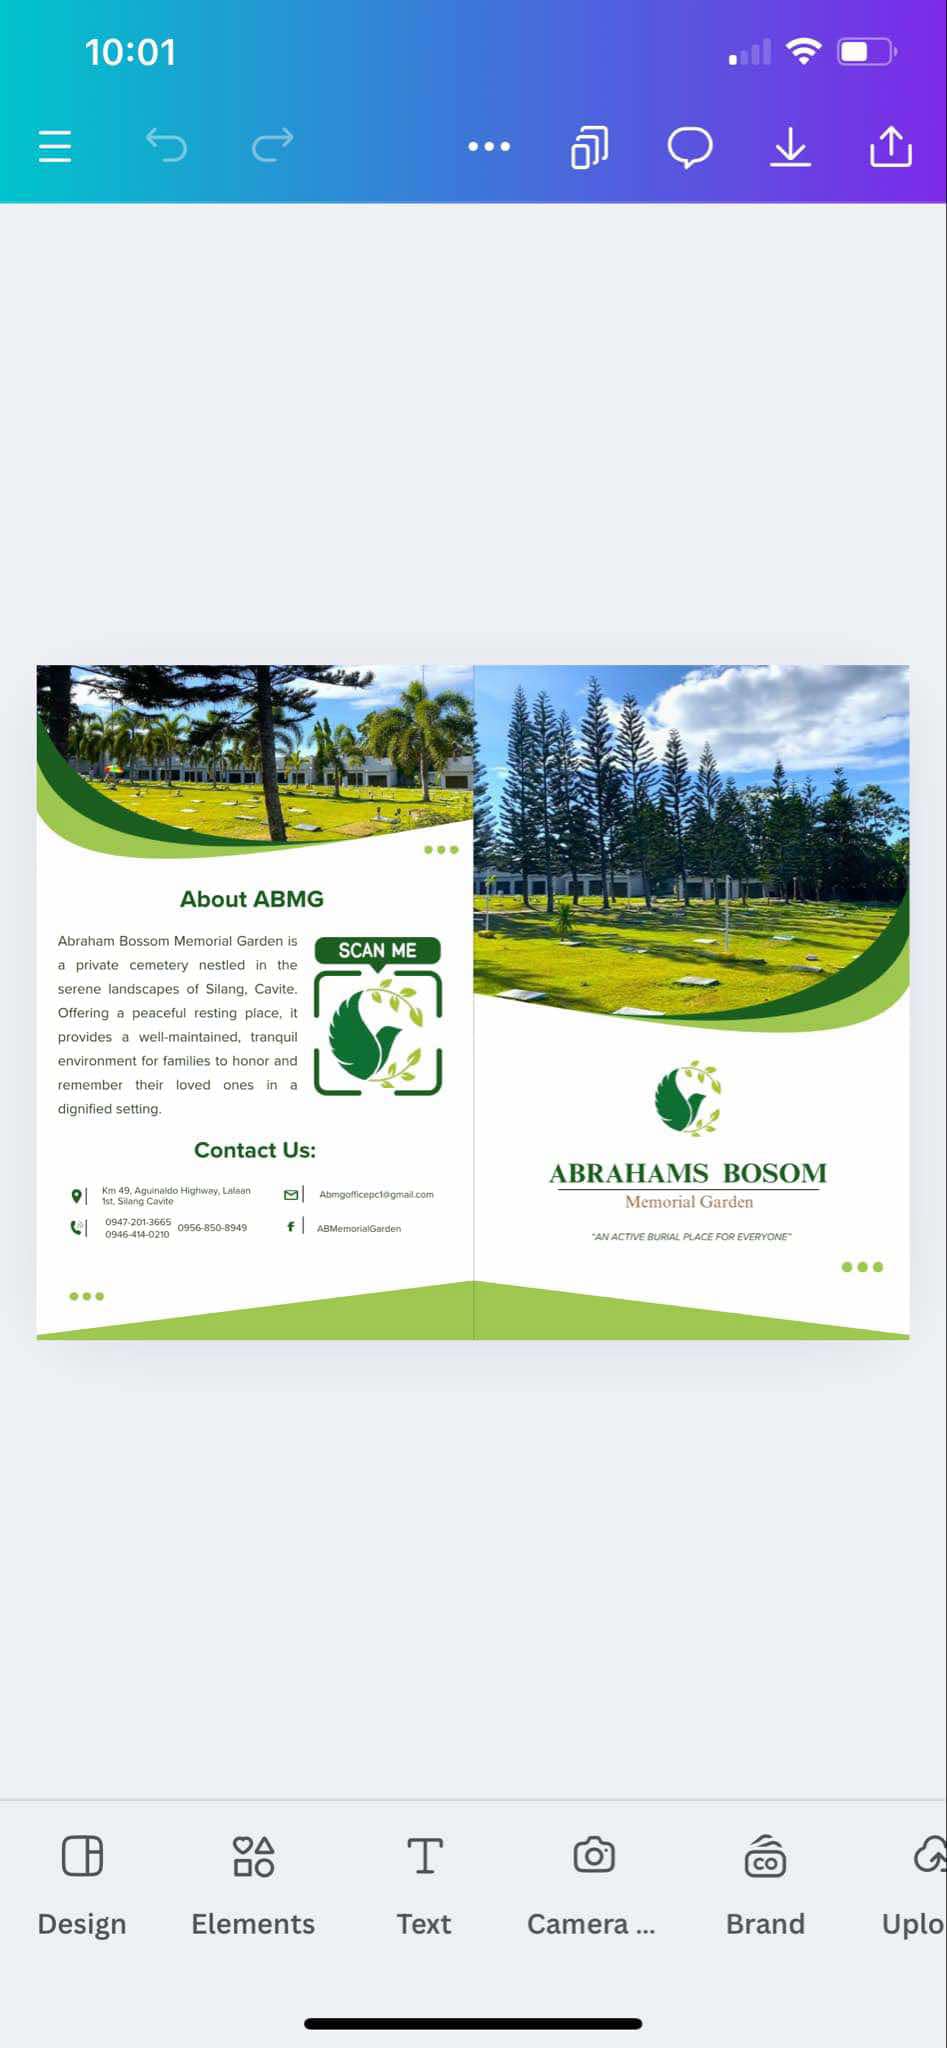 10:01
About ABMG
Abraham Bossom Memorial Garden is
a private cemetery nestled in the
serene landscapes of Silang, Cavite.
Offering a peaceful resting place, it
provides a well-maintained, tranquil
environment for families to honor and
remember their loved ones in a
dignified setting.
SCAN ME
Contact Us:
Km 49, Aguinaldo Highway, Lalaan
1st, Silang Cavite
Abmgofficepc1@gmail.com
0947-201-3665
0946-414-0210
0956-850-8949
f
ABMemorialGarden
ABRAHAMS BOSOM
Memorial Garden
"AN ACTIVE BURIAL PLACE FOR EVERYONE"
Design
Elements
T
Text
Camera ...
co
Brand
Uplo